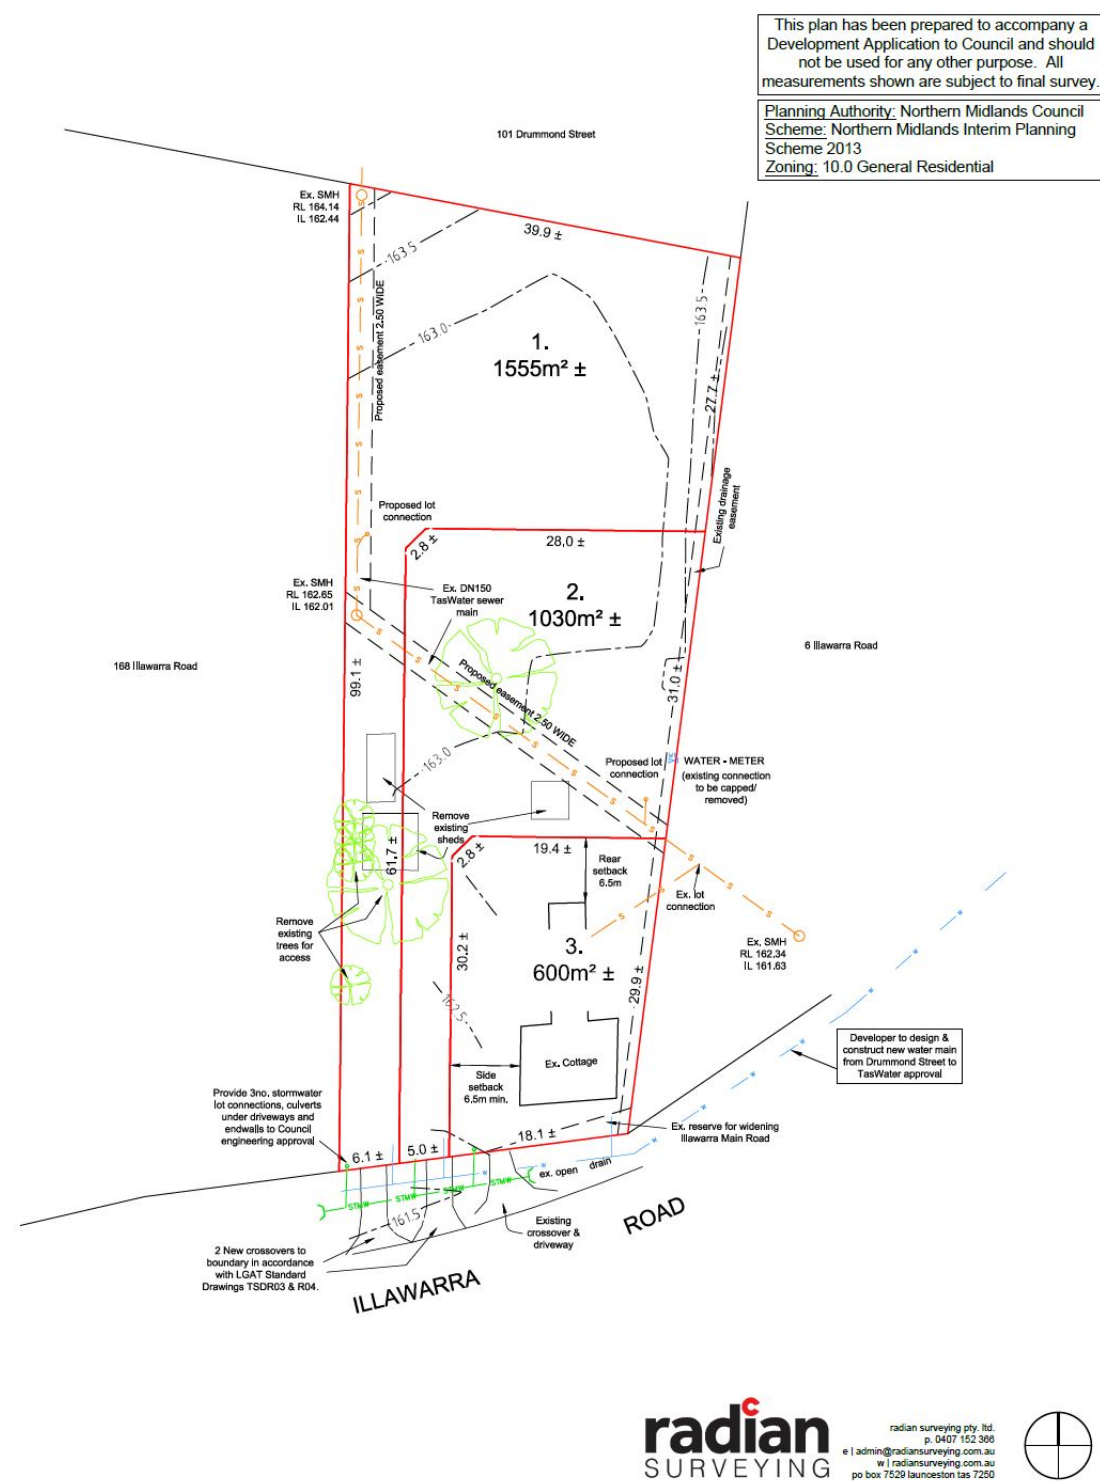 This plan has been prepared to accompany a
Development Application to Council and should
not be used for any other purpose. All
measurements shown are subject to final survey.
Planning Authority: Northern Midlands Council
Scheme: Northern Midlands Interim Planning
Scheme 2013
Zoning: 10.0 General Residential
101 Drummond Street
Ex. SMH
RL 164.14
IL 162.44
39.9 ±
163.5
163.0
Proposed easement 2.50 WIDE
1.
1555m² ±
163.5
27.7 ±
Existing drainage
easement
Proposed lot
connection
2.8 ±
28.0 ±
Ex. SMH
RL 162.65
IL 162.01
Ex. DN150
TasWater sewer
main
2.
1030m² ±
168 Illawarra Road
6 Illawarra Road
99.1 ±
Proposed easement 2.50 WIDE
31.0 ±
163.0
Proposed lot
connection
WATER - METER
(existing connection
to be capped/
removed)
Remove
existing
sheds
61.7 ±
2.8 ±
19.4 ±
Rear
setback
6.5m
Ex. lot
connection
Remove
existing
trees for
access
30.2 ±
3.
600m² ±
Ex. SMH
RL 162.34
IL 161.63
29.9 ±
162.5
Ex. Cottage
Side
setback
6.5m min.
Developer to design &
construct new water main
from Drummond Street to
TasWater approval
Provide 3no. stormwater
lot connections, culverts
under driveways and
endwalls to Council
engineering approval
Ex. reserve for widening
Illawarra Main Road
6.1 ±
5.0 ±
18.1 ±
ex. open drain
STMW
STMW
STMW
STMW
161.5
Existing
crossover &
driveway
2 New crossovers to
boundary in accordance
with LGAT Standard
Drawings TSDR03 & R04.
ILLAWARRA
ROAD
radian
SURVEYING
radian surveying pty. ltd.
p. 0407 152 366
e | admin@radiansurveying.com.au
w | radiansurveying.com.au
po box 7529 launceston tas 7250